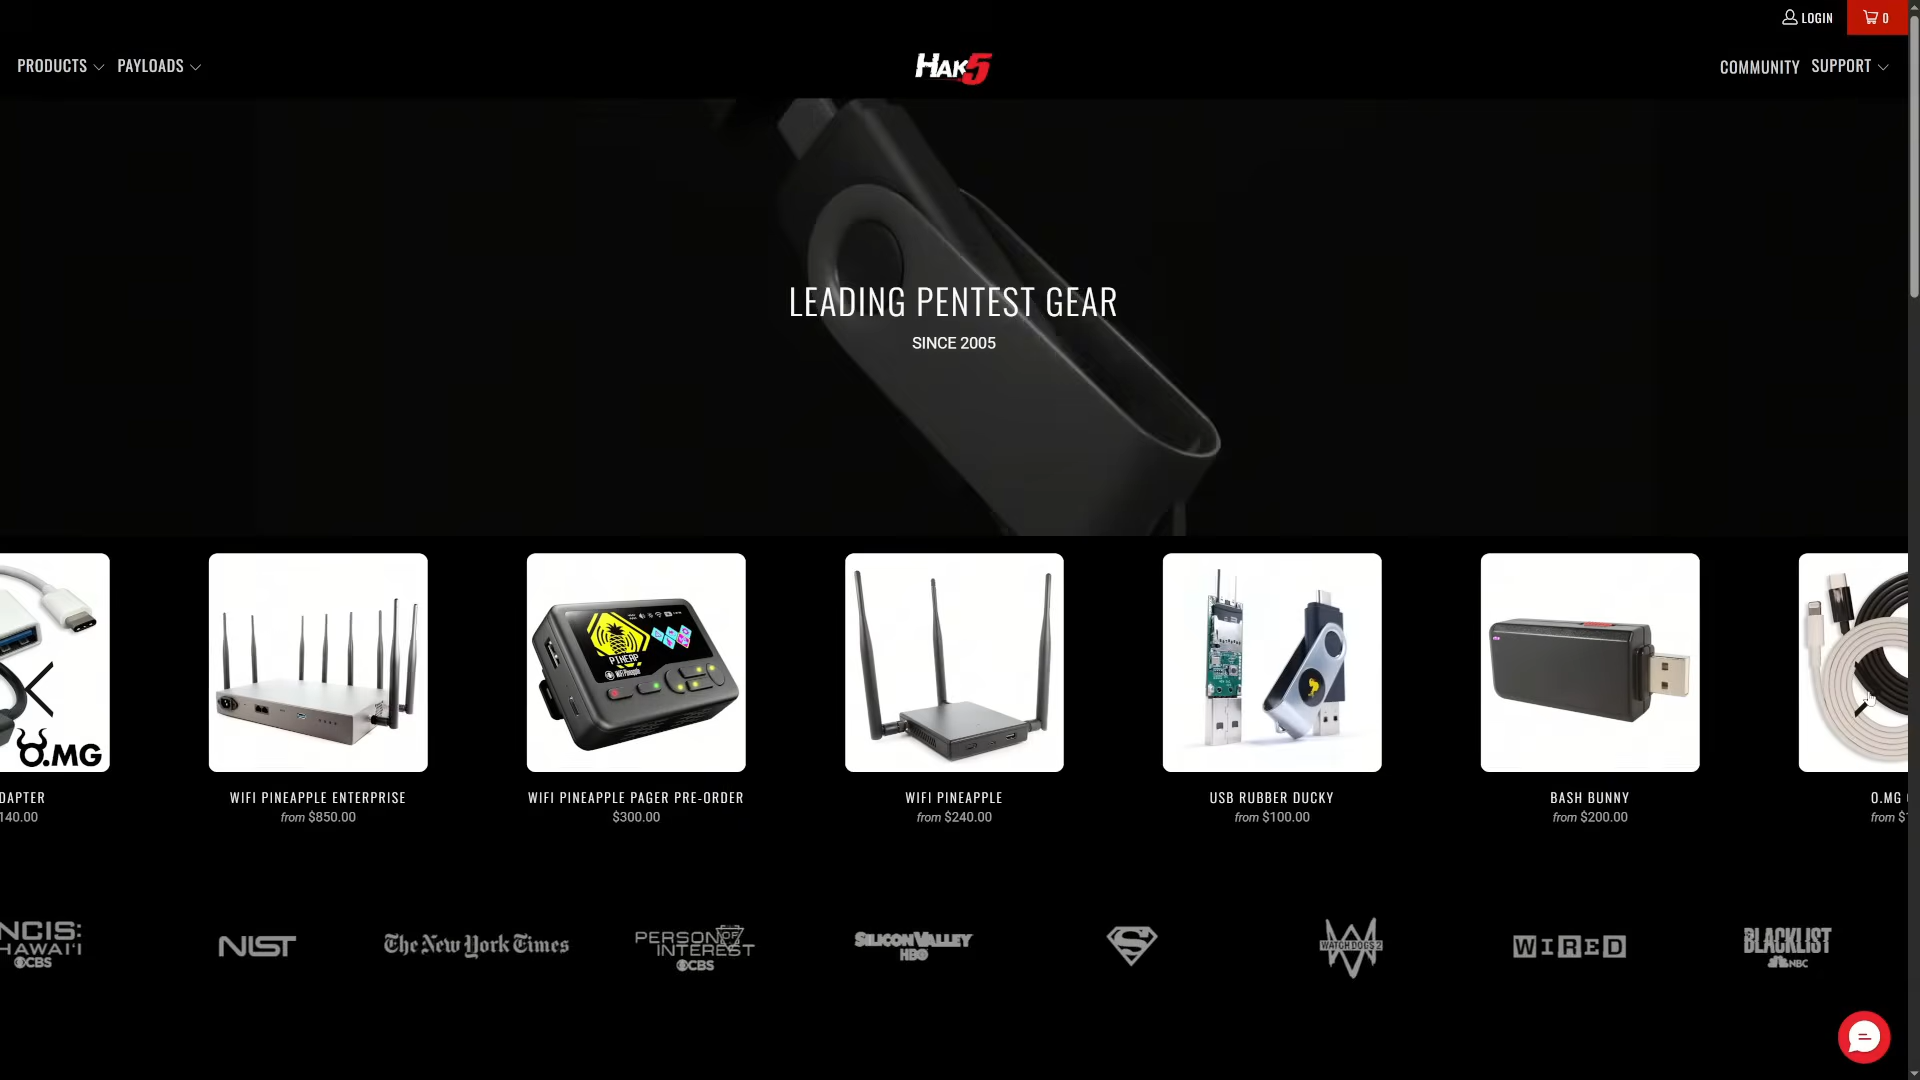 LOGIN
0
PRODUCTS
PAYLOADS
HAK5
COMMUNITY
SUPPORT
LEADING PENTEST GEAR
SINCE 2005
O.MG
PINEAP
WiFi Pineapple
DAPTER
140.00
WIFI PINEAPPLE ENTERPRISE
from $850.00
WIFI PINEAPPLE PAGER PRE-ORDER
$300.00
WIFI PINEAPPLE
from $240.00
USB RUBBER DUCKY
from $100.00
BASH BUNNY
from $200.00
O.MG
from $
NCIS:
HAWAI'I
CBS
NIST
The New York Times
PERSON OF
INTEREST
CBS
SILICON VALLEY
HBO
S
WATCH DOGS 2
WIRED
BLACKLIST
NBC